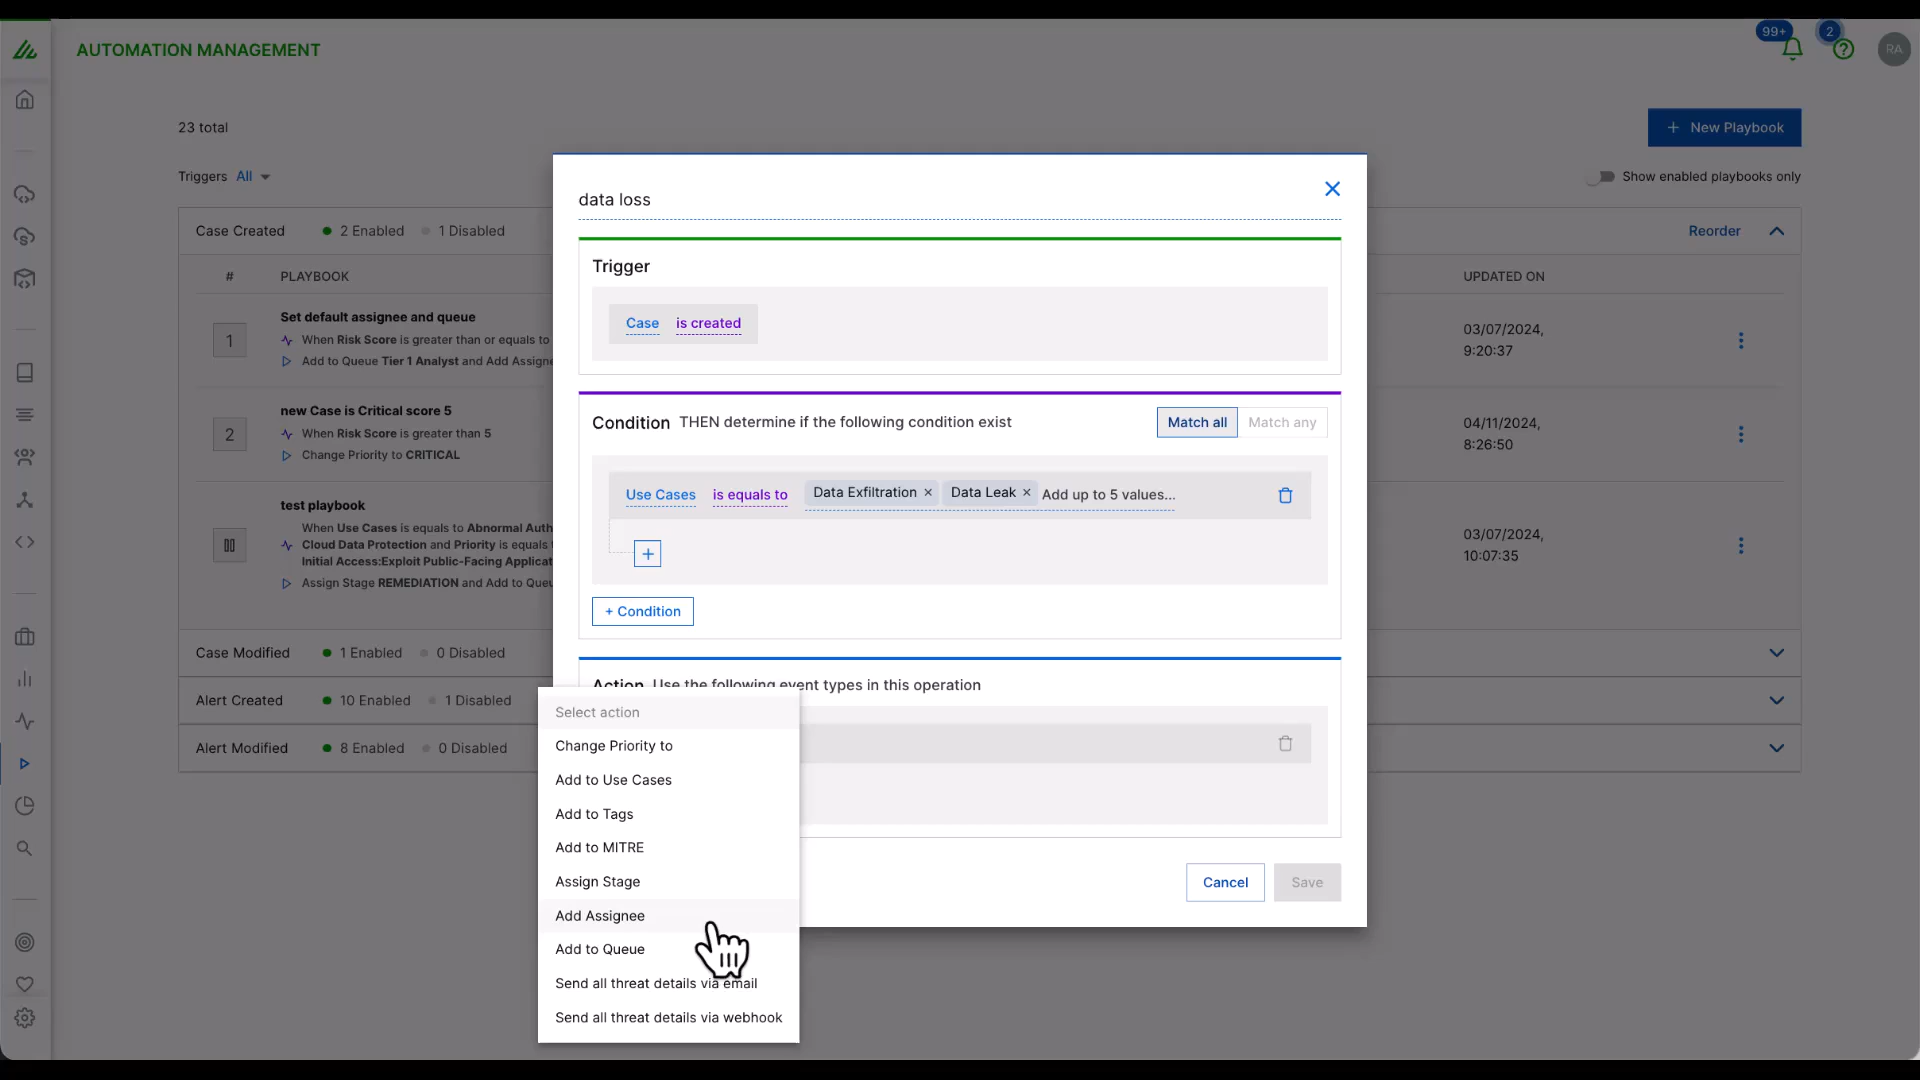 AUTOMATION MANAGEMENT
99+
2
RA
23 total
+ New Playbook
Triggers All
Show enabled playbooks only
Case Created 2 Enabled 1 Disabled
Reorder
# PLAYBOOK
UPDATED ON
1
Set default assignee and queue
When Risk Score is greater than or equals to
Add to Queue Tier 1 Analyst and Add Assigne
03/07/2024,
9:20:37
2
new Case is Critical score 5
When Risk Score is greater than 5
Change Priority to CRITICAL
04/11/2024,
8:26:50
test playbook
When Use Cases is equals to Abnormal Auth
Cloud Data Protection and Priority is equals t
Initial Access:Exploit Public-Facing Applicat
Assign Stage REMEDIATION and Add to Queu
03/07/2024,
10:07:35
Case Modified 1 Enabled 0 Disabled
Alert Created 10 Enabled 1 Disabled
Alert Modified 8 Enabled 0 Disabled
data loss
Trigger
Case is created
Condition THEN determine if the following condition exist
Match all Match any
Use Cases is equals to Data Exfiltration × Data Leak × Add up to 5 values...
+
+ Condition
Action Use the following event types in this operation
Select action
Change Priority to
Add to Use Cases
Add to Tags
Add to MITRE
Assign Stage
Add Assignee
Add to Queue
Send all threat details via email
Send all threat details via webhook
Cancel Save